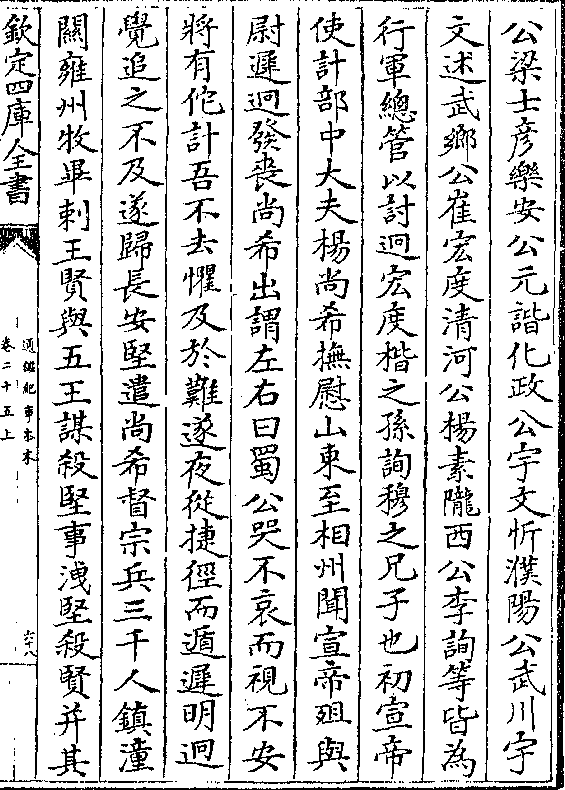 公梁士彦樂安公元諧化政公宇文忻濮陽公武川宇
文述武鄉公崔宏度清河公楊素隴西公李詢等皆為
行軍總管以討迥宏度楷之孫詢穆之兄子也初宣帝
使計部中大夫楊尚希撫慰山東至相州聞宣帝殂與
尉遲迥發喪尚希出謂左右曰蜀公哭不哀而視不安
將有佗計吾不去懼及於難遂夜從捷徑而遁遲明迥
覺追之不及遂歸長安堅遣尚希督宗兵三千人鎮潼
關雍州牧畢剌王賢與五王謀殺堅事洩堅殺賢并其
欽定四庫全書
通鑑紀事本末
卷二十五上
六十八